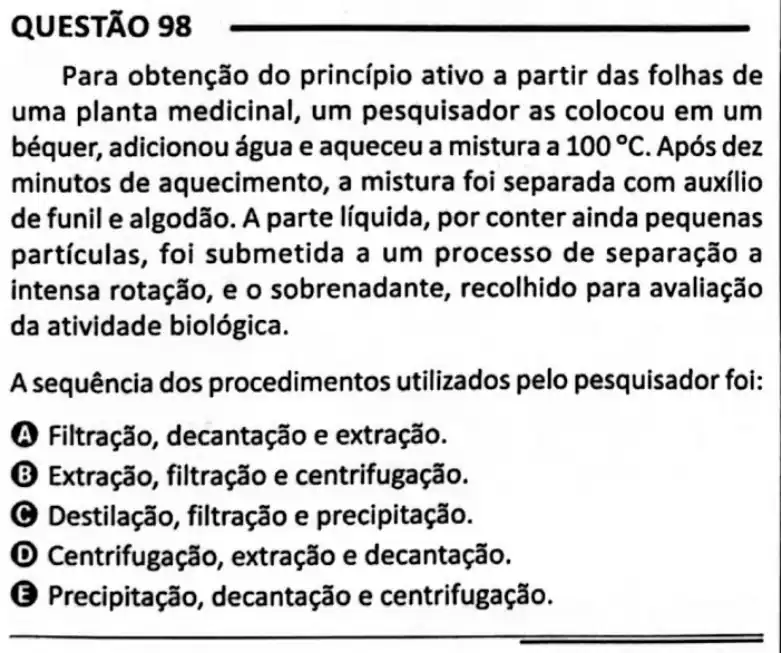 QUESTÃO 98
Para obtenção do princípio ativo a partir das folhas de
uma planta medicinal, um pesquisador as colocou em um
béquer, adicionou água e aqueceu a mistura a 100 °C. Após dez
minutos de aquecimento, a mistura foi separada com auxílio
de funil e algodão. A parte líquida, por conter ainda pequenas
partículas, foi submetida a um processo de separação a
intensa rotação, e o sobrenadante, recolhido para avaliação
da atividade biológica.
A sequência dos procedimentos utilizados pelo pesquisador foi:
A Filtração, decantação e extração.
B Extração, filtração e centrifugação.
C Destilação, filtração e precipitação.
D Centrifugação, extração e decantação.
E Precipitação, decantação e centrifugação.